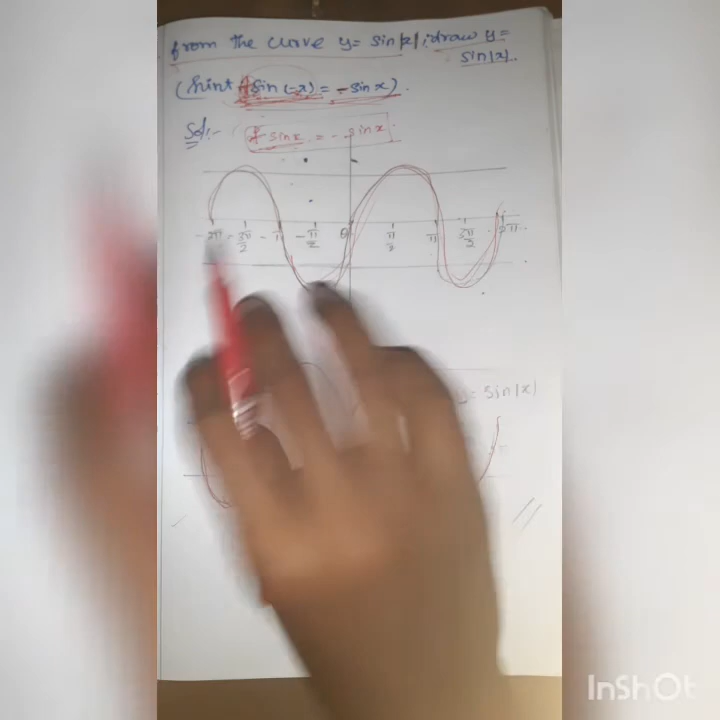 from the curve y= sin|x|, draw y=
sin|x|.
(hint sin(-x) = -sin x).
Sol:-
sin x = - sin x
-2π -3π/2 -π -π/2 0 π/2 π 3π/2 2π
y= sin|x|
InShOt